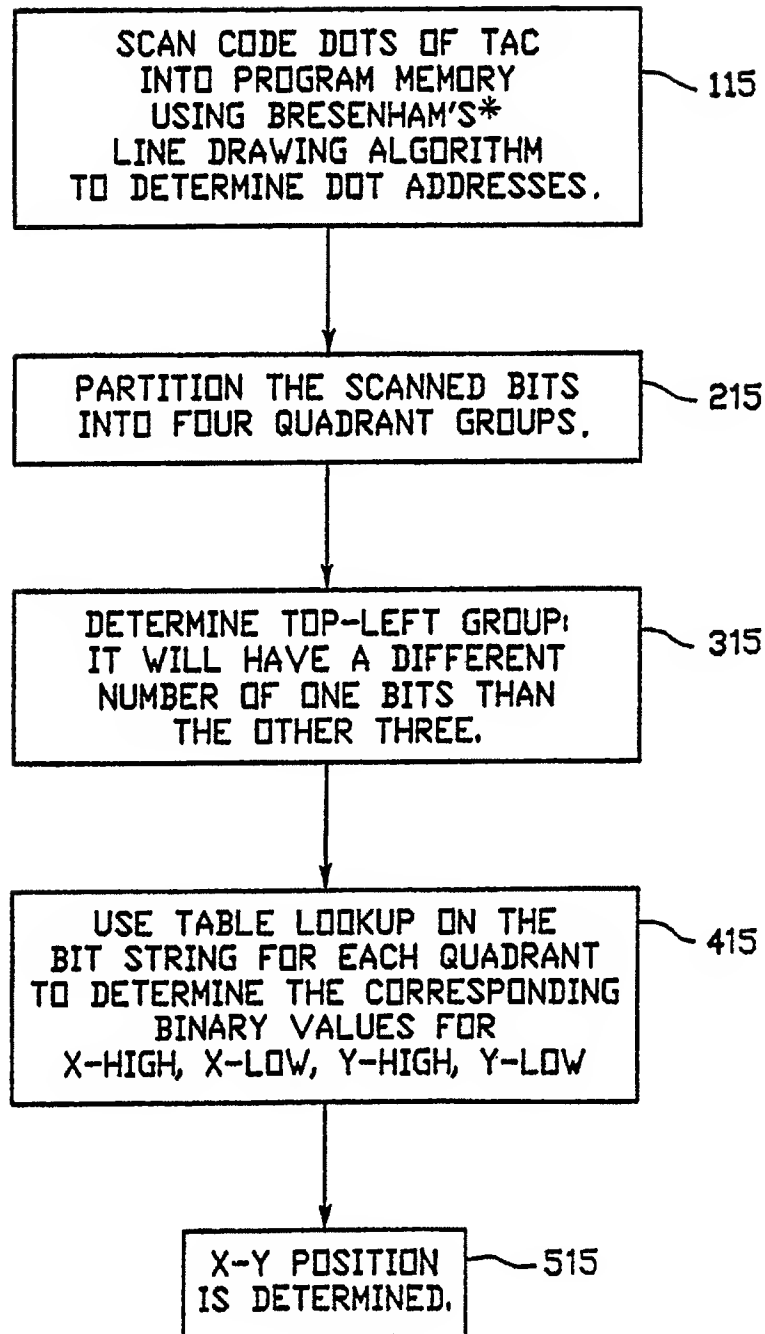 SCAN CODE DOTS OF TAC
INTO PROGRAM MEMORY
USING BRESENHAM'S*
LINE DRAWING ALGORITHM
TO DETERMINE DOT ADDRESSES.
115
PARTITION THE SCANNED BITS
INTO FOUR QUADRANT GROUPS.
215
DETERMINE TOP-LEFT GROUP:
IT WILL HAVE A DIFFERENT
NUMBER OF ONE BITS THAN
THE OTHER THREE.
315
USE TABLE LOOKUP ON THE
BIT STRING FOR EACH QUADRANT
TO DETERMINE THE CORRESPONDING
BINARY VALUES FOR
X-HIGH, X-LOW, Y-HIGH, Y-LOW
415
X-Y POSITION
IS DETERMINED.
515